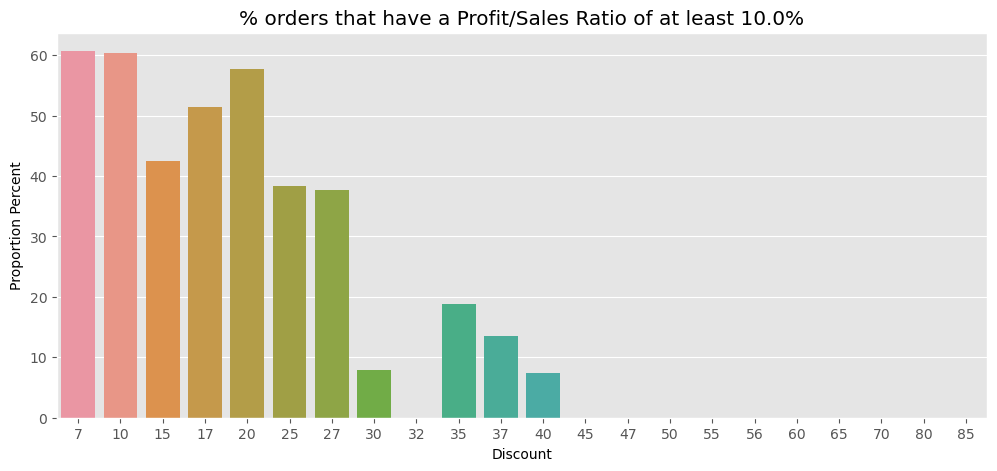 % orders that have a Profit/Sales Ratio of at least 10.0%
Proportion Percent
60
50
40
30
20
10
0
7 10 15 17 20 25 27 30 32 35 37 40 45 47 50 55 56 60 65 70 80 85
Discount